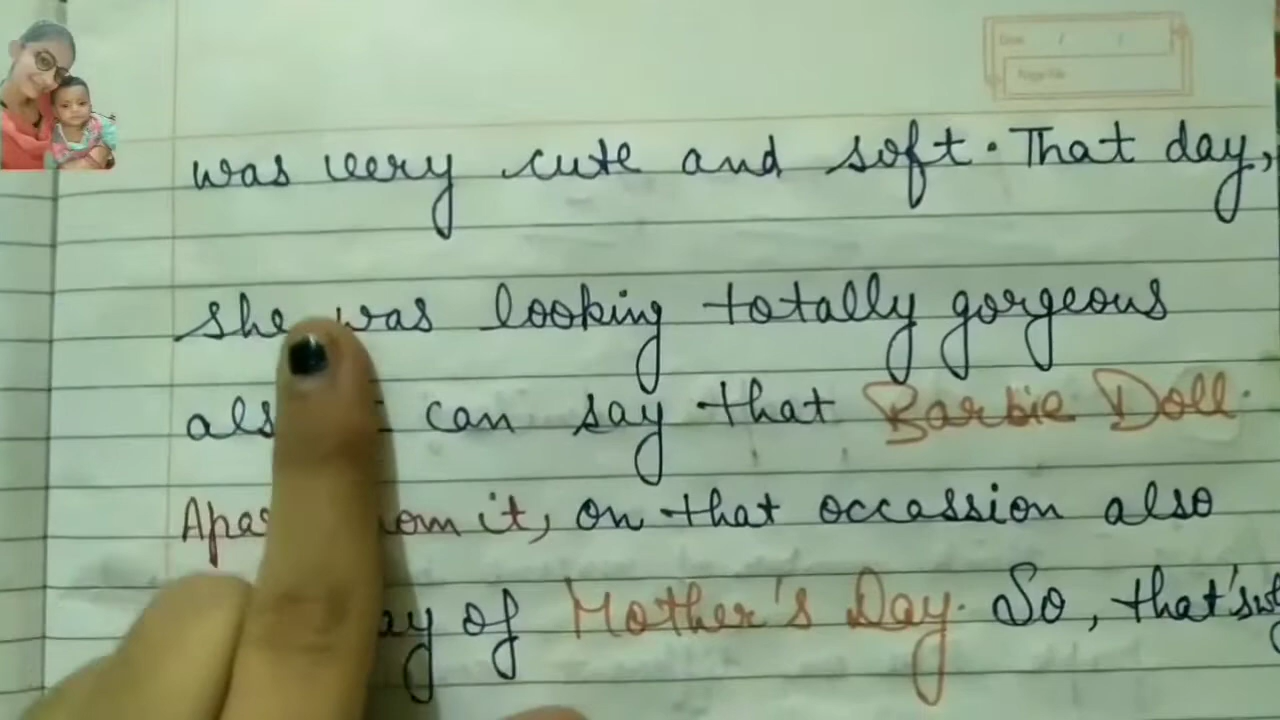 was very cute and soft. That day,
she was looking totally gorgeous
can say that Barbie Doll.
it, on that occassion also
of Mother's Day. So, that's